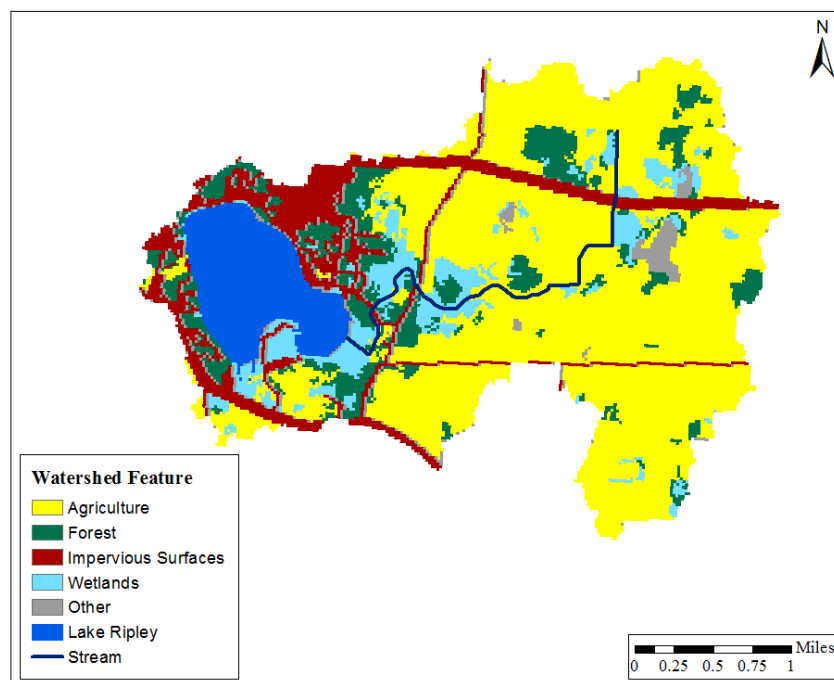 N
Watershed Feature
Agriculture
Forest
Impervious Surfaces
Wetlands
Other
Lake Ripley
Stream
Miles
0 0.25 0.5 0.75 1